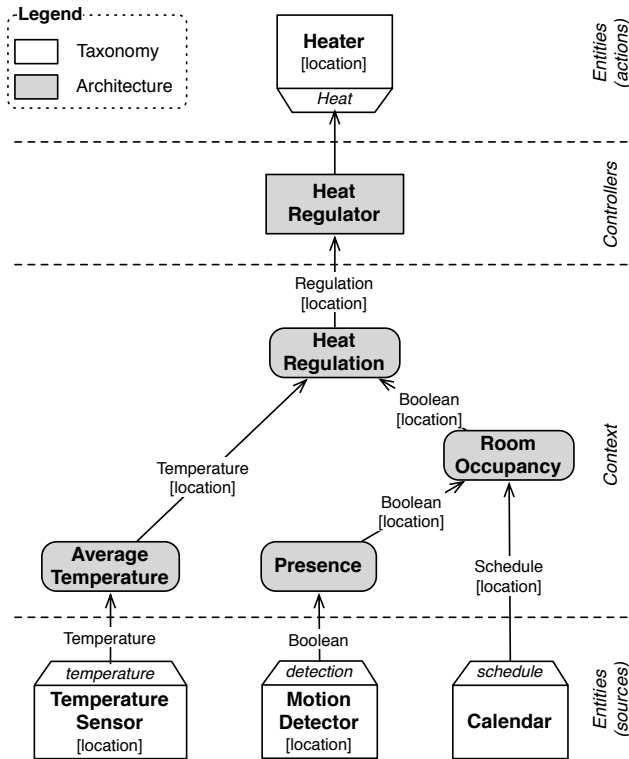 Legend
Taxonomy
Architecture
Heater
[location]
Heat
Entities
(actions)
Heat
Regulator
Controllers
Regulation
[location]
Heat
Regulation
Boolean
[location]
Room
Occupancy
Context
Temperature
[location]
Boolean
[location]
Average
Temperature
Presence
Schedule
[location]
Temperature
Boolean
temperature
Temperature
Sensor
[location]
detection
Motion
Detector
[location]
schedule
Calendar
Entities
(sources)